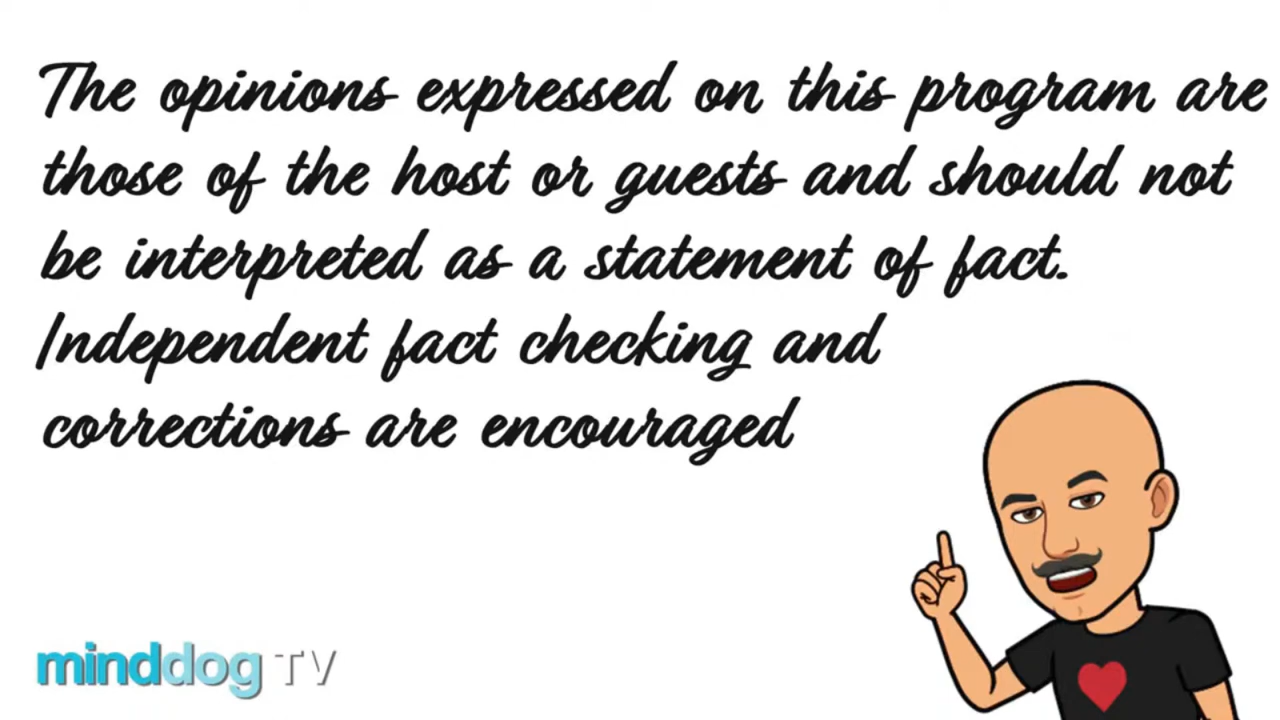 The opinions expressed on this program are
those of the host or guests and should not
be interpreted as a statement of fact.
Independent fact checking and
corrections are encouraged
minddog TV